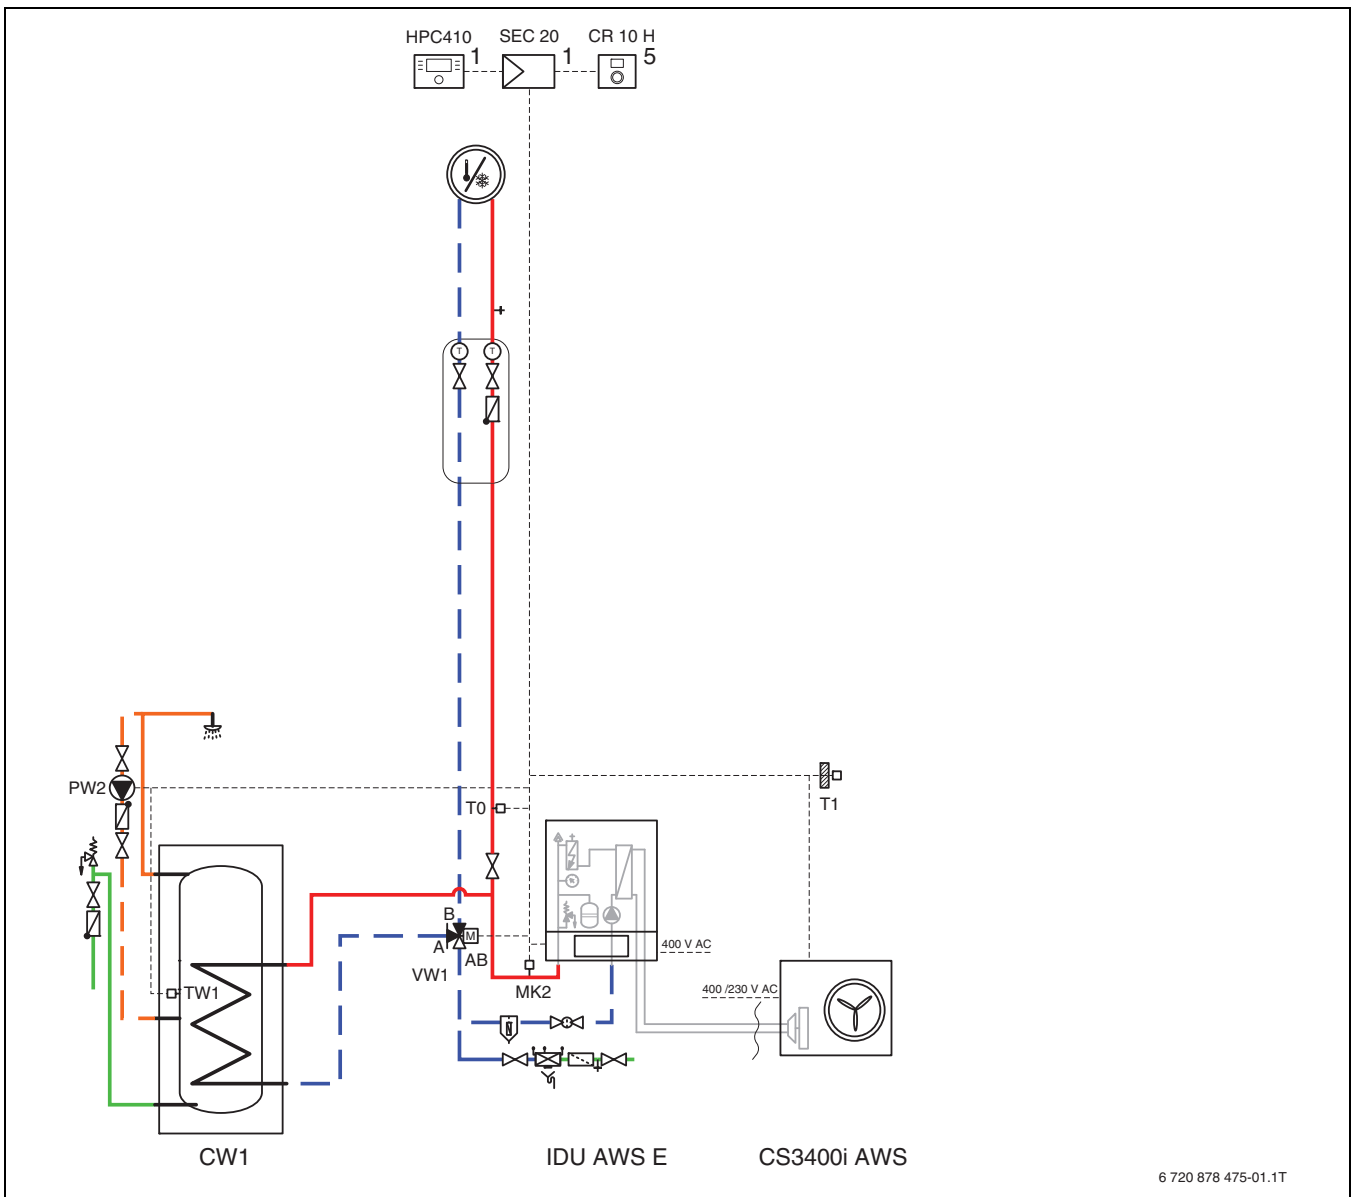 HPC410 SEC 20 CR 10 H
1 1 5
T T
PW2
T0
T1
B
A M
AB
VW1
400 V AC
MK2
TW1
400 /230 V AC
CW1 IDU AWS E CS3400i AWS
6 720 878 475-01.1T